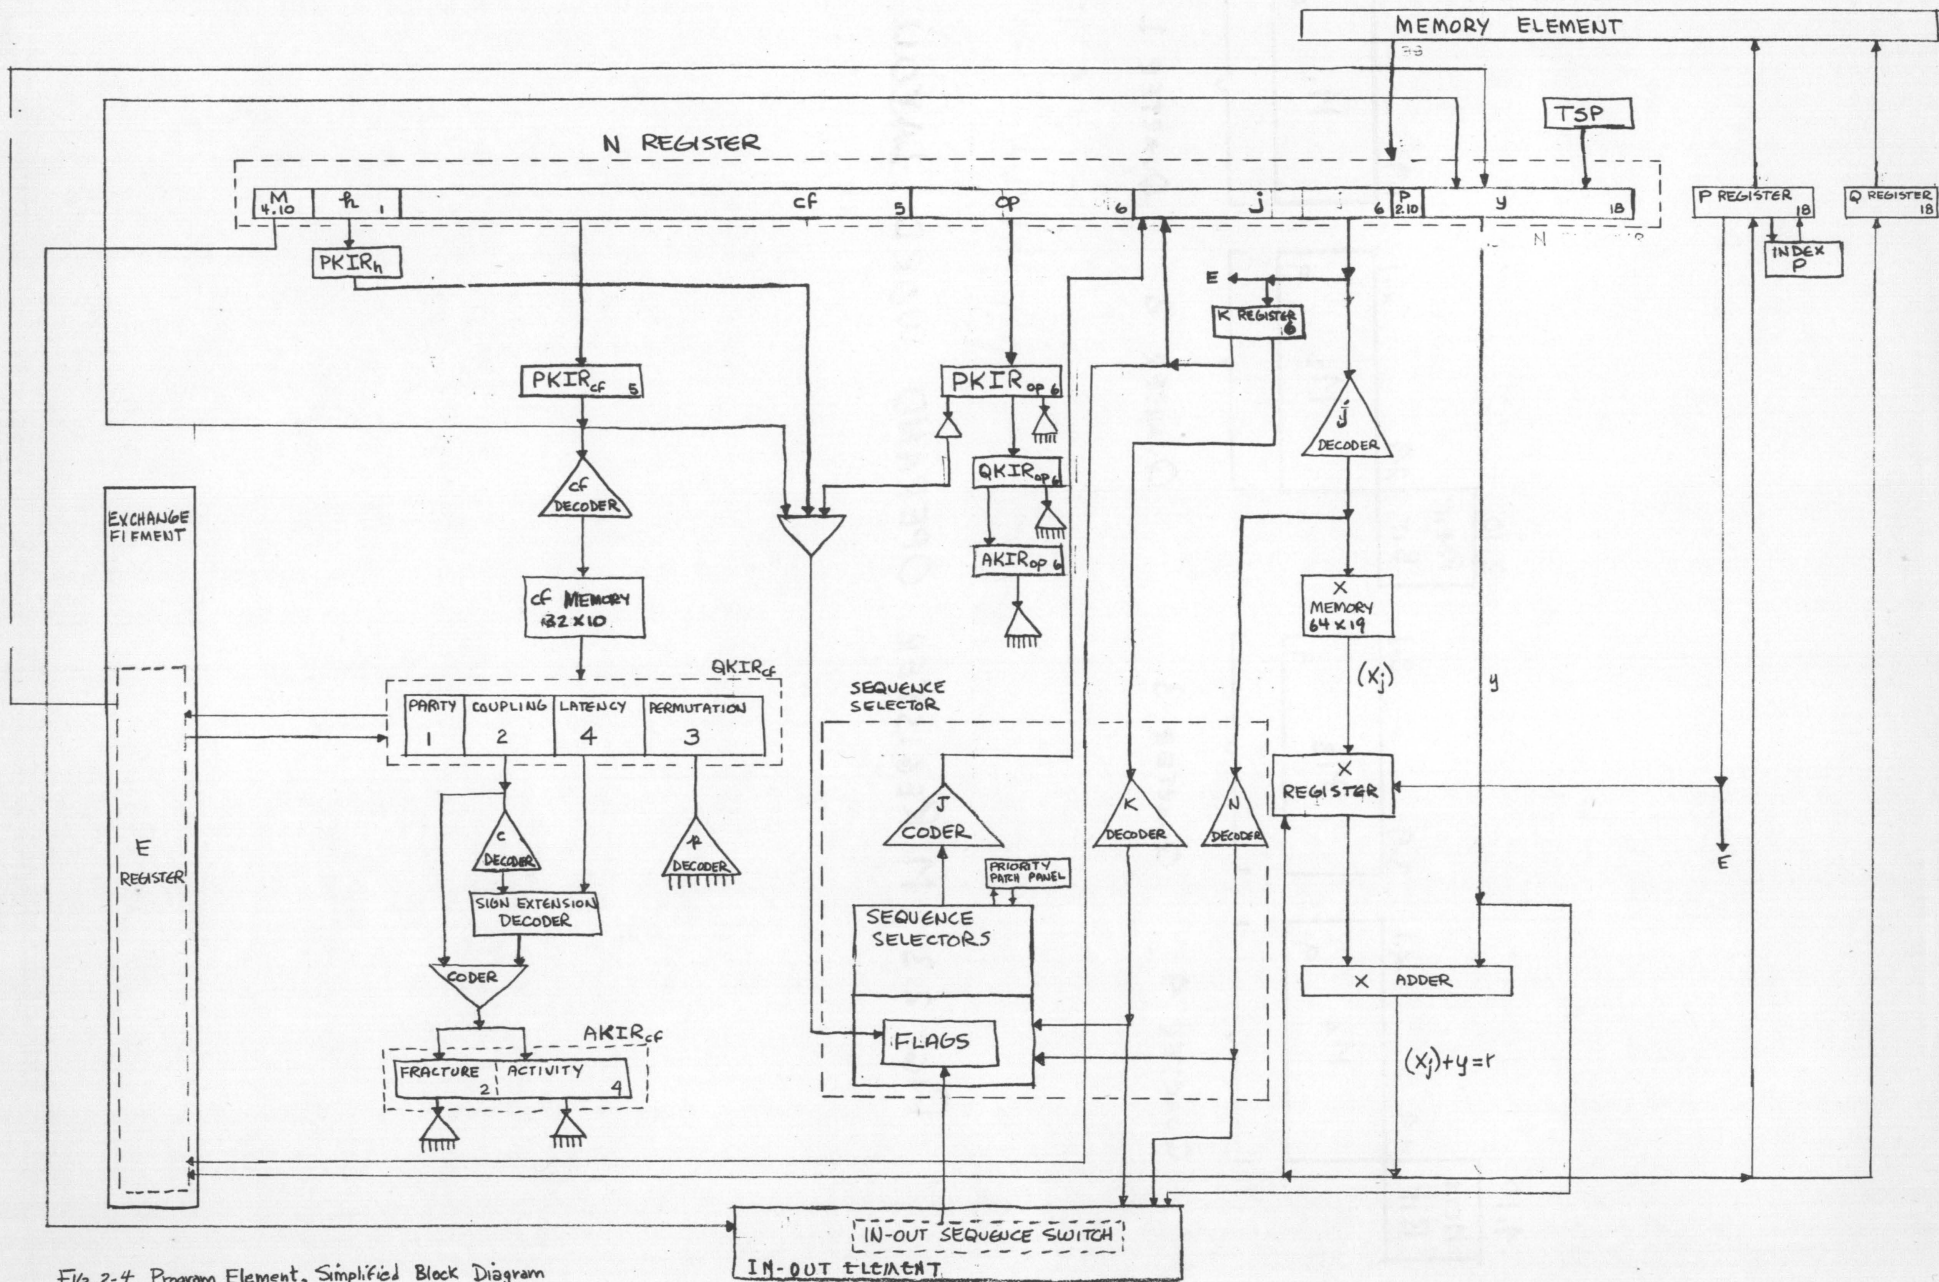 MEMORY ELEMENT
TSP
N REGISTER
M
4.10
h
1
cf
5
op
6
j
6
P
2.10
y
18
P REGISTER
18
Q REGISTER
18
INDEX
P
N
PKIRh
E
K REGISTER
6
PKIRcf 5
PKIRop 6
j
DECODER
cf
DECODER
QKIRop 6
EXCHANGE
ELEMENT
AKIRop 6
cf MEMORY
32 X 10
X
MEMORY
64 X 19
(Xj)
y
QKIRcf
SEQUENCE
SELECTOR
PARITY
1
COUPLING
2
LATENCY
4
PERMUTATION
3
X
REGISTER
J
CODER
K
DECODER
N
DECODER
c
DECODER
p
DECODER
E
REGISTER
PRIORITY
PATCH PANEL
E
SIGN EXTENSION
DECODER
SEQUENCE
SELECTORS
CODER
X ADDER
AKIRcf
FLAGS
FRACTURE
2
ACTIVITY
4
(Xj)+y=r
IN-OUT SEQUENCE SWITCH
IN-OUT ELEMENT
FIG 2-4 Program Element, Simplified Block Diagram